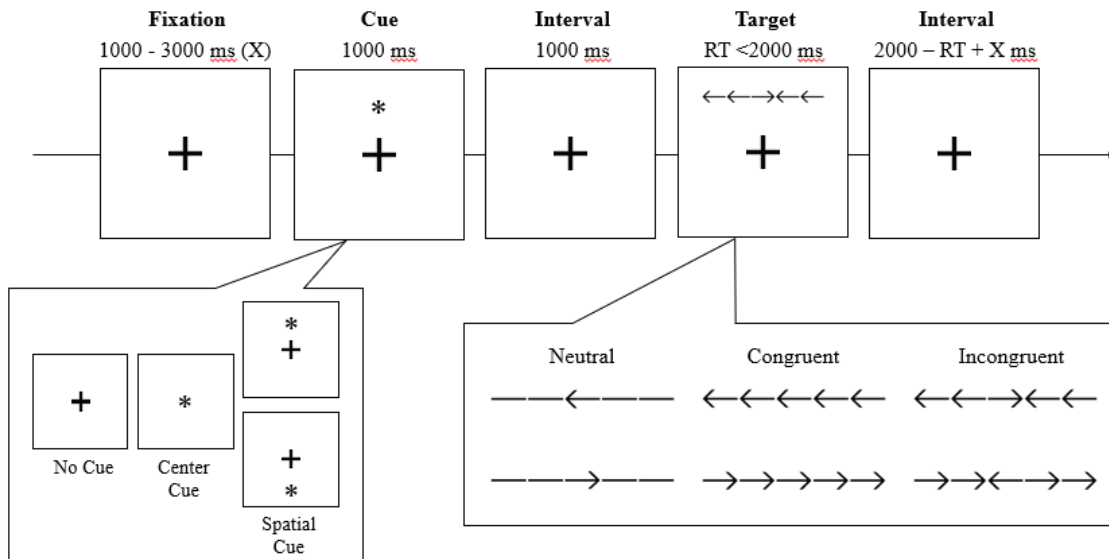 Fixation
1000 - 3000 ms (X)
Cue
1000 ms
Interval
1000 ms
Target
RT <2000 ms
Interval
2000 – RT + X ms
*
←←→←←
No Cue
*
Center
Cue
*
*
Spatial
Cue
Neutral
Congruent
Incongruent
——←—— ←←←←← ←←→←←
——→—— →→→→→ →→←→→